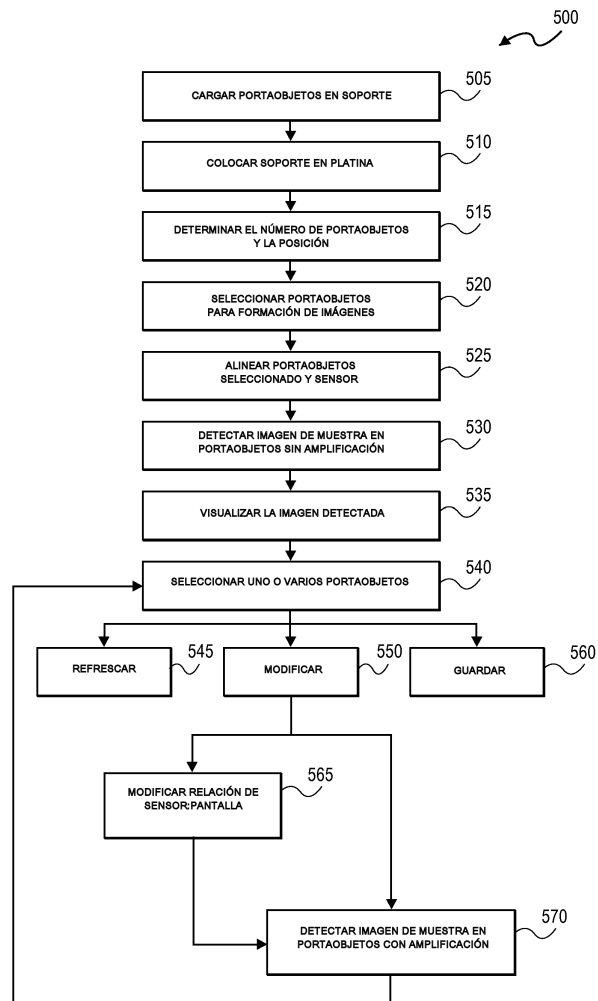 500
CARGAR PORTAOBJETOS EN SOPORTE
505
COLOCAR SOPORTE EN PLATINA
510
DETERMINAR EL NÚMERO DE PORTAOBJETOS
Y LA POSICIÓN
515
SELECCIONAR PORTAOBJETOS
PARA FORMACIÓN DE IMÁGENES
520
ALINEAR PORTAOBJETOS
SELECCIONADO Y SENSOR
525
DETECTAR IMAGEN DE MUESTRA EN
PORTAOBJETOS SIN AMPLIFICACIÓN
530
VISUALIZAR LA IMAGEN DETECTADA
535
SELECCIONAR UNO O VARIOS PORTAOBJETOS
540
REFRESCAR
545
MODIFICAR
550
GUARDAR
560
MODIFICAR RELACIÓN DE
SENSOR:PANTALLA
565
DETECTAR IMAGEN DE MUESTRA EN
PORTAOBJETOS CON AMPLIFICACIÓN
570